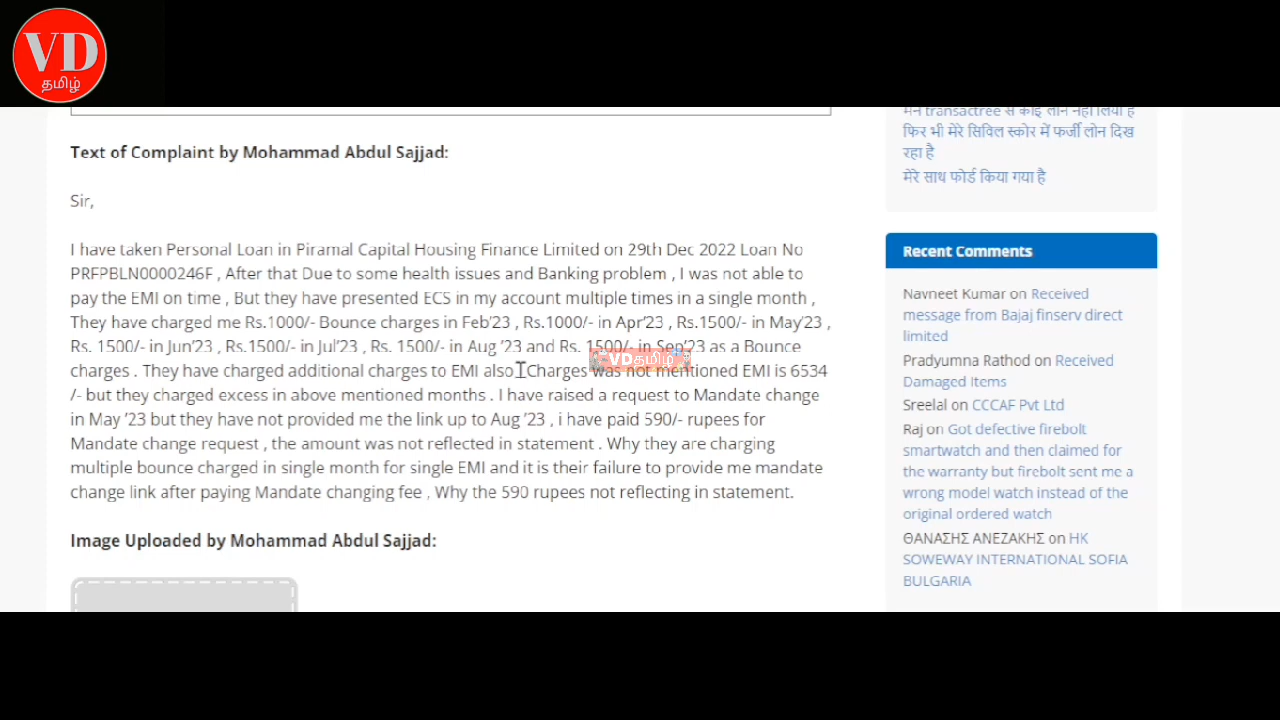 VD
தமிழ்
Text of Complaint by Mohammad Abdul Sajjad:
Sir,
I have taken Personal Loan in Piramal Capital Housing Finance Limited on 29th Dec 2022 Loan No
PRFPBLN0000246F , After that Due to some health issues and Banking problem , I was not able to
pay the EMI on time , But they have presented ECS in my account multiple times in a single month ,
They have charged me Rs.1000/- Bounce charges in Feb’23 , Rs.1000/- in Apr’23 , Rs.1500/- in May’23 ,
Rs. 1500/- in Jun’23 , Rs.1500/- in Jul’23 , Rs. 1500/- in Aug ’23 and Rs. 1500/- in Sep’23 as a Bounce
charges . They have charged additional charges to EMI also . Charges was not mentioned EMI is 6534
/- but they charged excess in above mentioned months . I have raised a request to Mandate change
in May ’23 but they have not provided me the link up to Aug ’23 , i have paid 590/- rupees for
Mandate change request , the amount was not reflected in statement . Why they are charging
multiple bounce charged in single month for single EMI and it is their failure to provide me mandate
change link after paying Mandate changing fee , Why the 590 rupees not reflecting in statement.
VDதமிழ்
Image Uploaded by Mohammad Abdul Sajjad:
मैने transactree से कोई लोन नहीं लिया है
फिर भी मेरे सिविल स्कोर में फर्जी लोन दिख
रहा है
मेरे साथ फोर्ड किया गया है
Recent Comments
Navneet Kumar on Received
message from Bajaj finserv direct
limited
Pradyumna Rathod on Received
Damaged Items
Sreelal on CCCAF Pvt Ltd
Raj on Got defective firebolt
smartwatch and then claimed for
the warranty but firebolt sent me a
wrong model watch instead of the
original ordered watch
ΘΑΝΑΣΗΣ ΑΝΕΖΑΚΗΣ on HK
SOWEWAY INTERNATIONAL SOFIA
BULGARIA